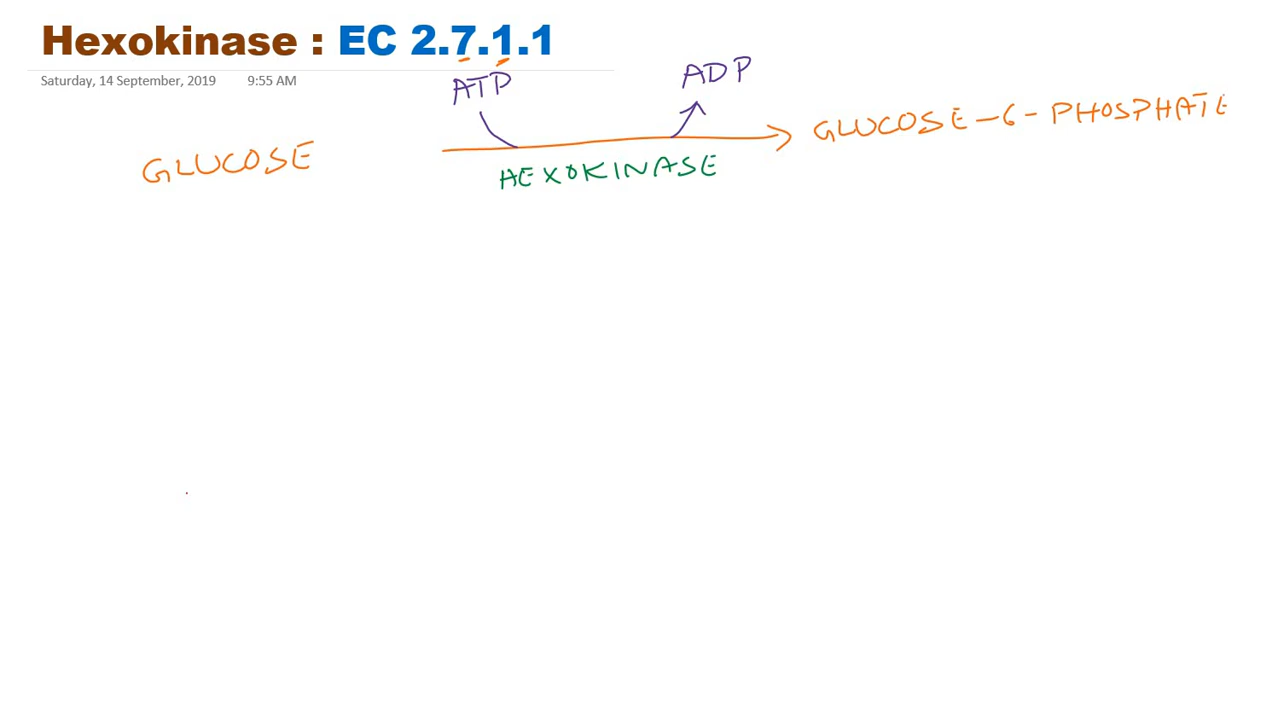 Hexokinase : EC 2.7.1.1
Saturday, 14 September, 2019 9:55 AM
ATP ADP
GLUCOSE GLUCOSE-6-PHOSPHATE
HEXOKINASE